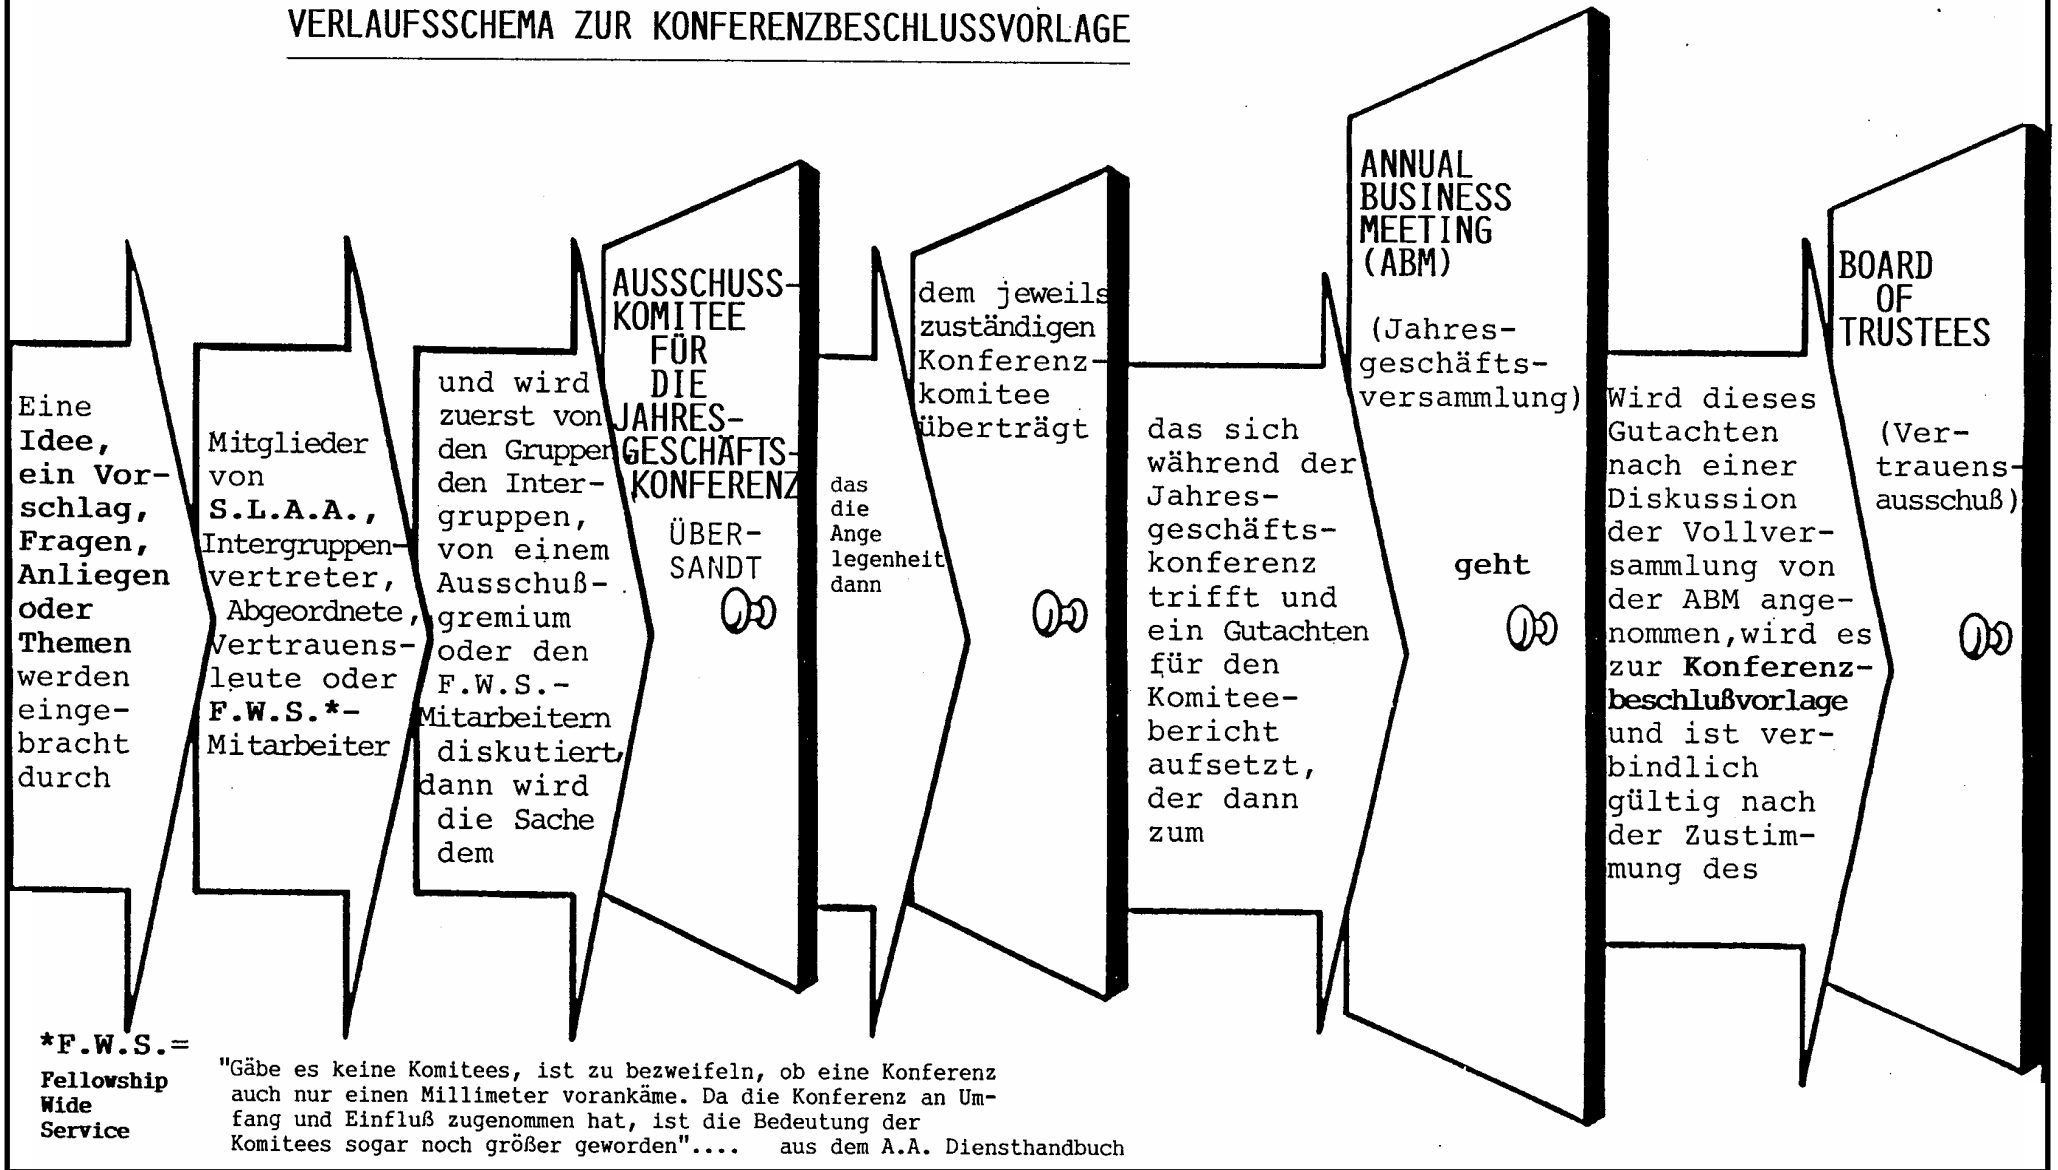 VERLAUFSSCHEMA ZUR KONFERENZBESCHLUSSVORLAGE
Eine
Idee,
ein Vor-
schlag,
Fragen,
Anliegen
oder
Themen
werden
einge-
bracht
durch
Mitglieder
von
S.L.A.A.,
Intergruppen-
vertreter,
Abgeordnete,
Vertrauens-
leute oder
F.W.S.*-
Mitarbeiter
und wird
zuerst von
den Gruppen
den Inter-
gruppen,
von einem
Ausschuß-
gremium
oder den
F.W.S.-
Mitarbeitern
diskutiert,
dann wird
die Sache
dem
AUSSCHUSS-
KOMITEE
FÜR
DIE
JAHRES-
GESCHÄFTS-
KONFERENZ
ÜBER-
SANDT
das
die
Ange
legenheit
dann
dem jeweils
zuständigen
Konferenz-
komitee
überträgt
das sich
während der
Jahres-
geschäfts-
konferenz
trifft und
ein Gutachten
für den
Komitee-
bericht
aufsetzt,
der dann
zum
ANNUAL
BUSINESS
MEETING
(ABM)
(Jahres-
geschäfts-
versammlung)
geht
Wird dieses
Gutachten
nach einer
Diskussion
der Vollver-
sammlung von
der ABM ange-
nommen,wird es
zur Konferenz-
beschlußvorlage
und ist ver-
bindlich
gültig nach
der Zustim-
mung des
BOARD
OF
TRUSTEES
(Ver-
trauens-
ausschuß)
*F.W.S.=
Fellowship
Wide
Service
"Gäbe es keine Komitees, ist zu bezweifeln, ob eine Konferenz
auch nur einen Millimeter vorankäme. Da die Konferenz an Um-
fang und Einfluß zugenommen hat, ist die Bedeutung der
Komitees sogar noch größer geworden".... aus dem A.A. Diensthandbuch